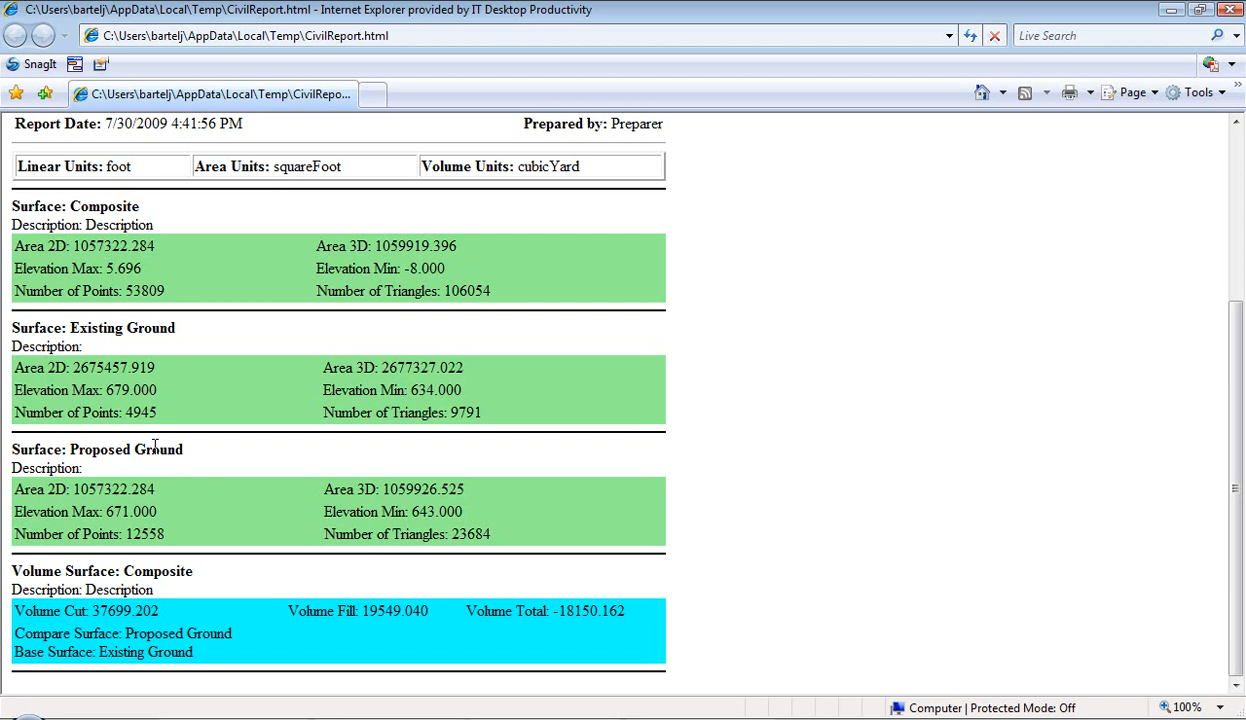 C:\Users\bartelj\AppData\Local\Temp\CivilReport.html - Internet Explorer provided by IT Desktop Productivity
C:\Users\bartelj\AppData\Local\Temp\CivilReport.html Live Search
SnagIt
C:\Users\bartelj\AppData\Local\Temp\CivilRepo... Page Tools
Report Date: 7/30/2009 4:41:56 PM Prepared by: Preparer
Linear Units: foot Area Units: squareFoot Volume Units: cubicYard
Surface: Composite
Description: Description
Area 2D: 1057322.284 Area 3D: 1059919.396
Elevation Max: 5.696 Elevation Min: -8.000
Number of Points: 53809 Number of Triangles: 106054
Surface: Existing Ground
Description:
Area 2D: 2675457.919 Area 3D: 2677327.022
Elevation Max: 679.000 Elevation Min: 634.000
Number of Points: 4945 Number of Triangles: 9791
Surface: Proposed Ground
Description:
Area 2D: 1057322.284 Area 3D: 1059926.525
Elevation Max: 671.000 Elevation Min: 643.000
Number of Points: 12558 Number of Triangles: 23684
Volume Surface: Composite
Description: Description
Volume Cut: 37699.202 Volume Fill: 19549.040 Volume Total: -18150.162
Compare Surface: Proposed Ground
Base Surface: Existing Ground
Computer | Protected Mode: Off 100%